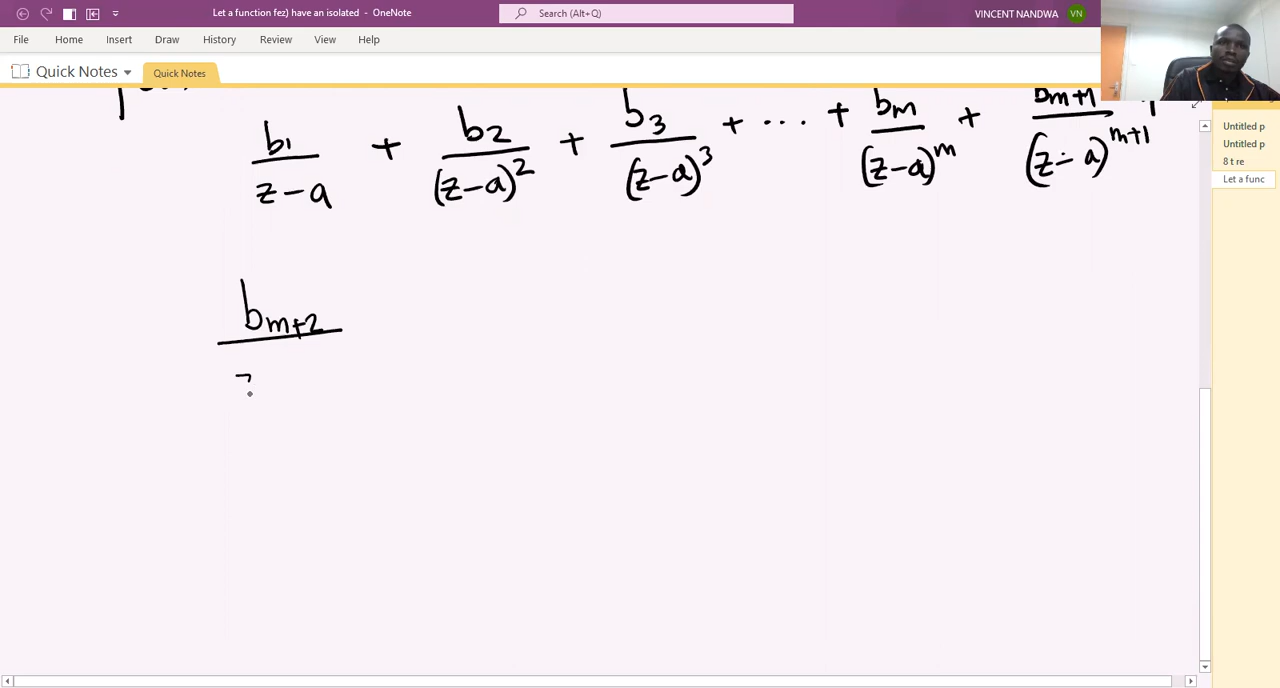 Let a function fez) have an isolated - OneNote
Search (Alt+Q)
VINCENT NANDWA
VN
File Home Insert Draw History Review View Help
Quick Notes
Quick Notes
b1/(z-a) + b2/(z-a)^2 + b3/(z-a)^3 + ... + bm/(z-a)^m + bm+1/(z-a)^m+1
bm+2
Untitled p
Untitled p
8 t re
Let a func